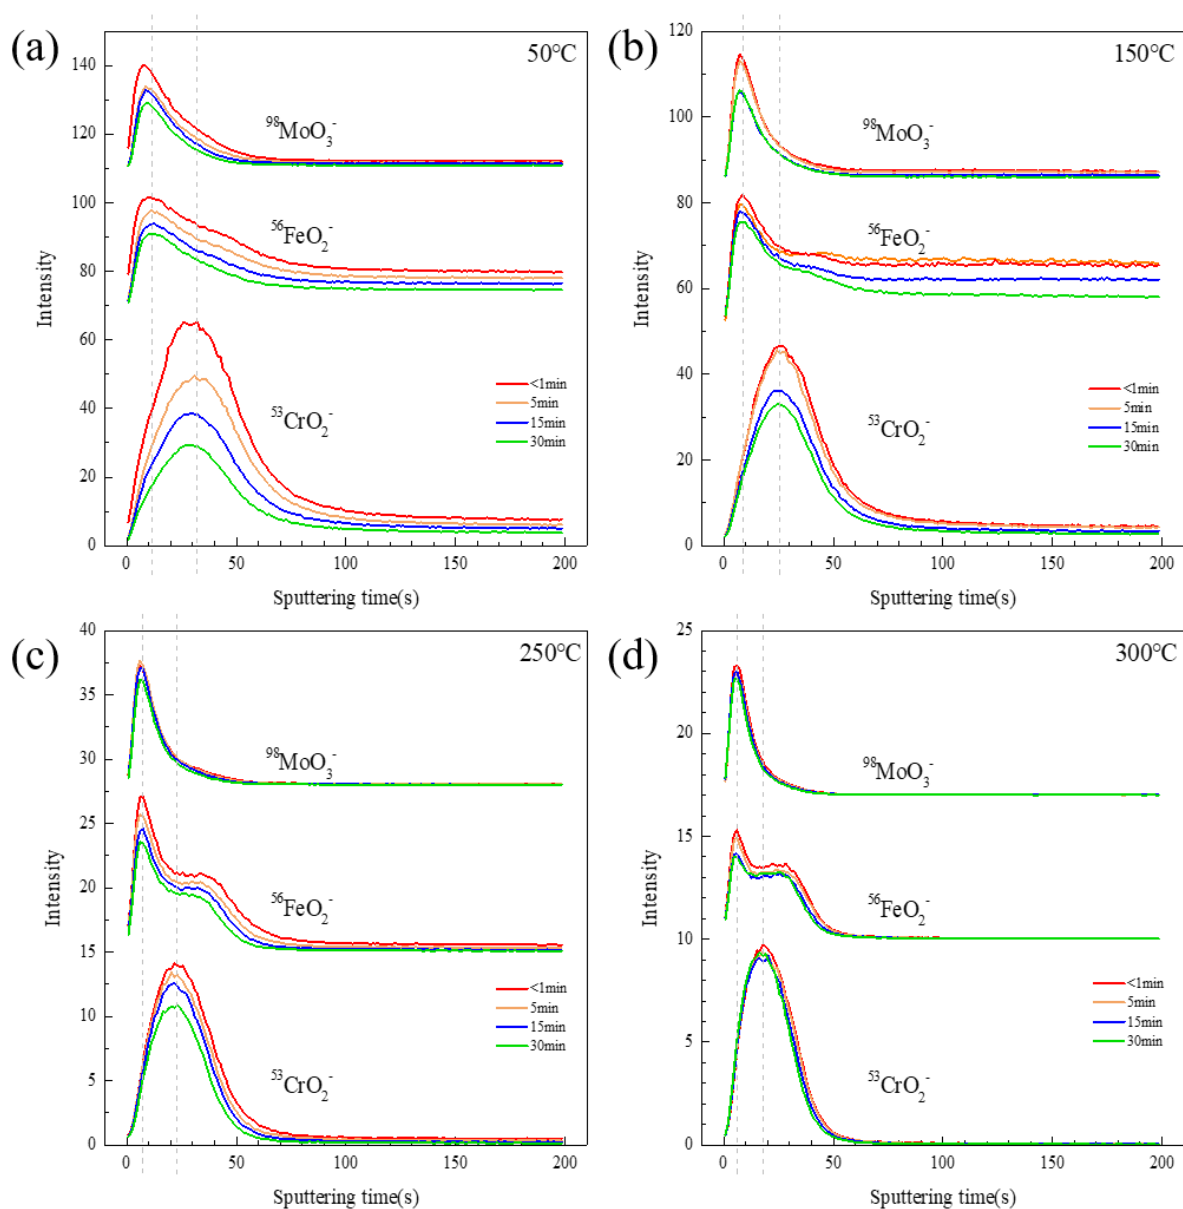 (a)
50℃
Intensity
140
120
100
80
60
40
20
0
⁹⁸MoO₃⁻
⁵⁶FeO₂⁻
⁵³CrO₂⁻
<1min
5min
15min
30min
0 50 100 150 200
Sputtering time(s)
(b)
150℃
Intensity
120
100
80
60
40
20
0
⁹⁸MoO₃⁻
⁵⁶FeO₂⁻
⁵³CrO₂⁻
<1min
5min
15min
30min
0 50 100 150 200
Sputtering time(s)
(c)
250℃
Intensity
40
35
30
25
20
15
10
5
0
⁹⁸MoO₃⁻
⁵⁶FeO₂⁻
⁵³CrO₂⁻
<1min
5min
15min
30min
0 50 100 150 200
Sputtering time(s)
(d)
300℃
Intensity
25
20
15
10
5
0
⁹⁸MoO₃⁻
⁵⁶FeO₂⁻
⁵³CrO₂⁻
<1min
5min
15min
30min
0 50 100 150 200
Sputtering time(s)